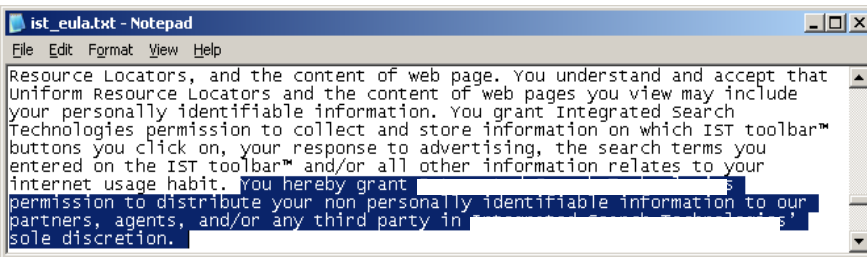 ist_eula.txt - Notepad
File Edit Format View Help
Resource Locators, and the content of web page. You understand and accept that
Uniform Resource Locators and the content of web pages you view may include
your personally identifiable information. You grant Integrated Search
Technologies permission to collect and store information on which IST toolbar™
buttons you click on, your response to advertising, the search terms you
entered on the IST toolbar™ and/or all other information relates to your
internet usage habit. You hereby grant
permission to distribute your non personally identifiable information to our
partners, agents, and/or any third party in
sole discretion.